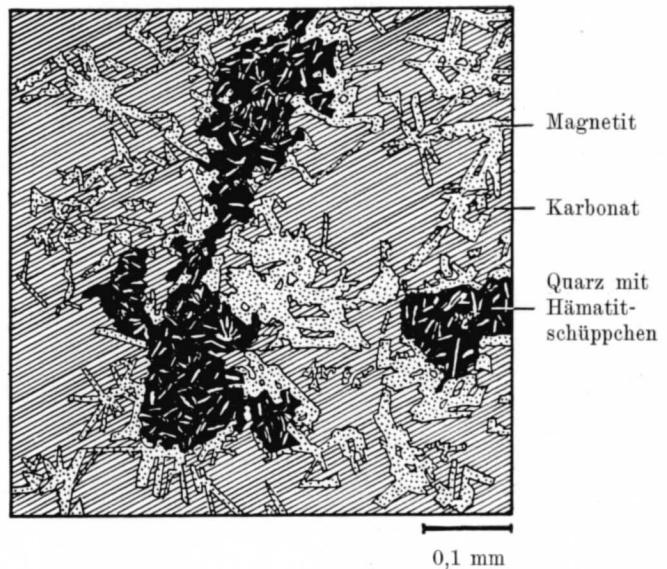 Magnetit
Karbonat
Quarz mit
Hämatit-
schüppchen
0,1 mm